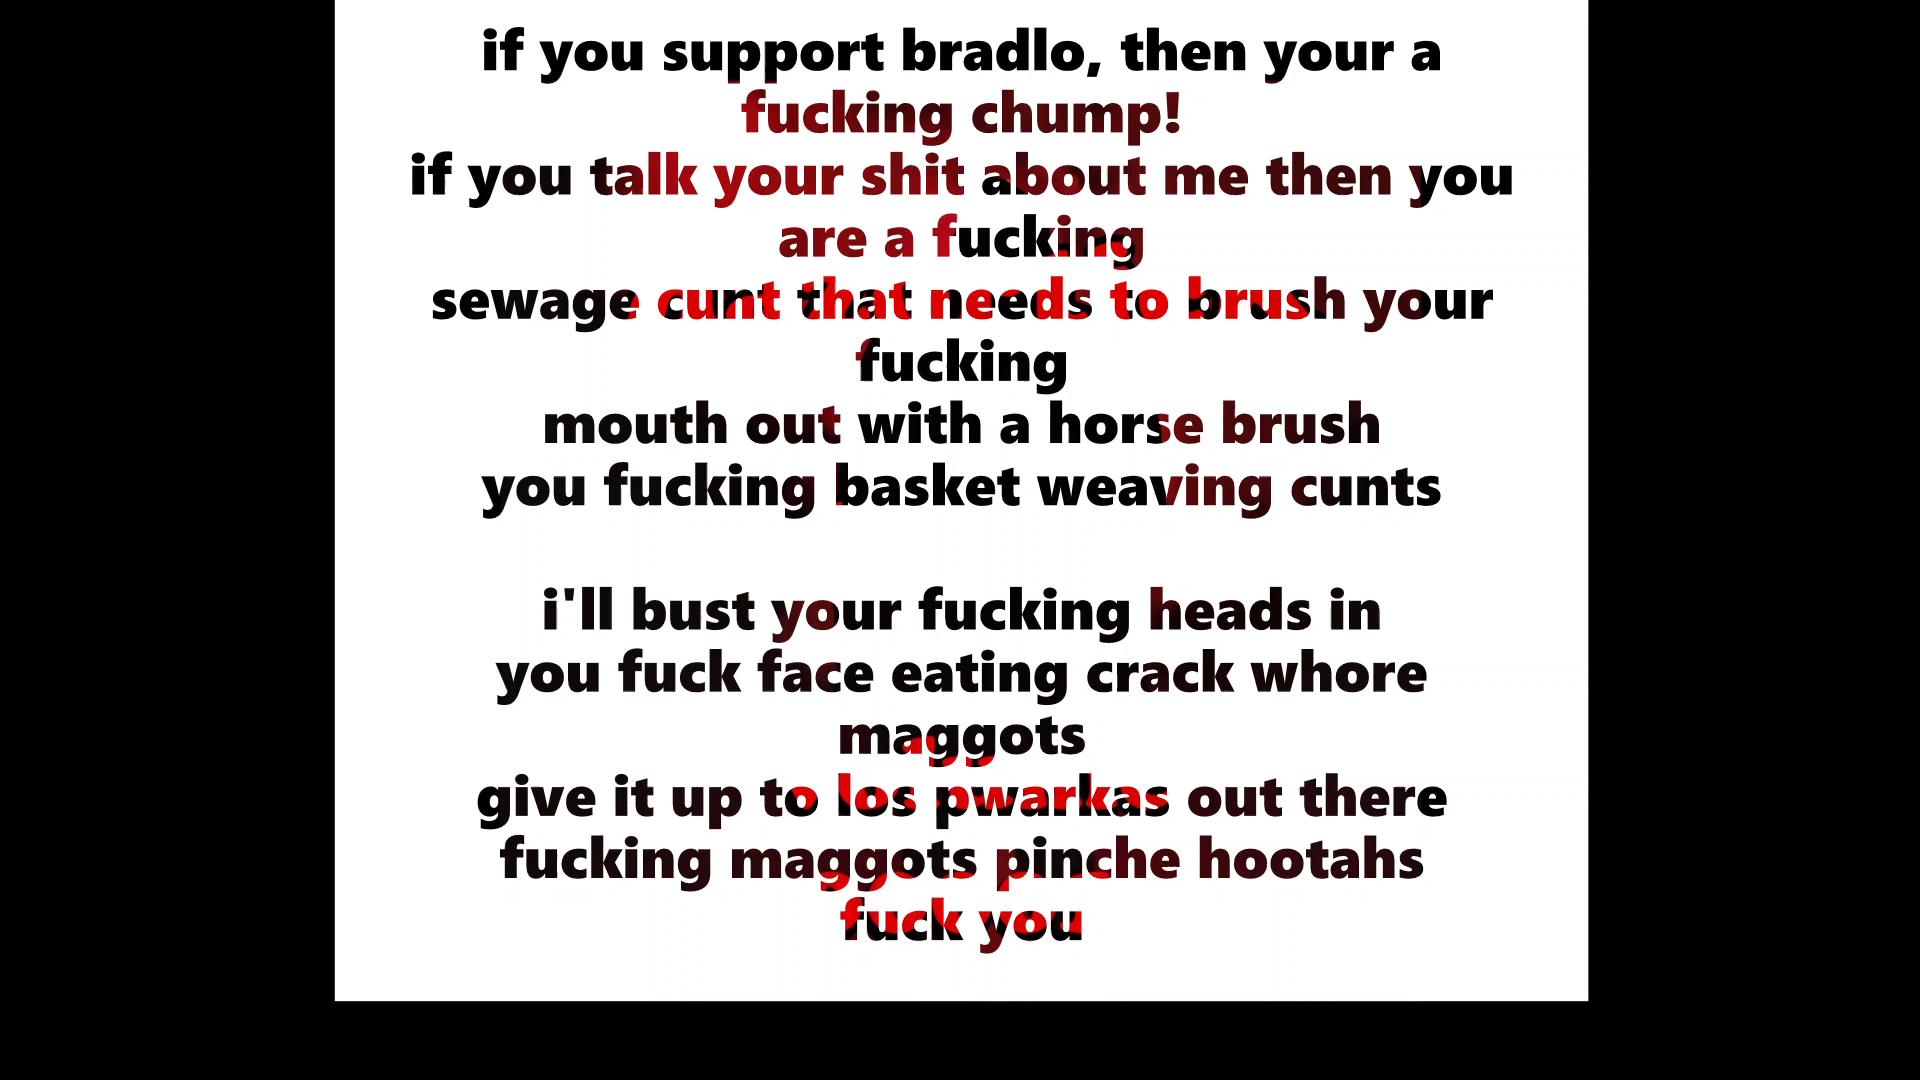 if you support bradlo, then your a
fucking chump!
if you talk your shit about me then you
are a fucking
sewage cunt that needs to brush your
fucking
mouth out with a horse brush
you fucking basket weaving cunts
i'll bust your fucking heads in
you fuck face eating crack whore
maggots
give it up to los pwarkas out there
fucking maggots pinche hootahs
fuck you